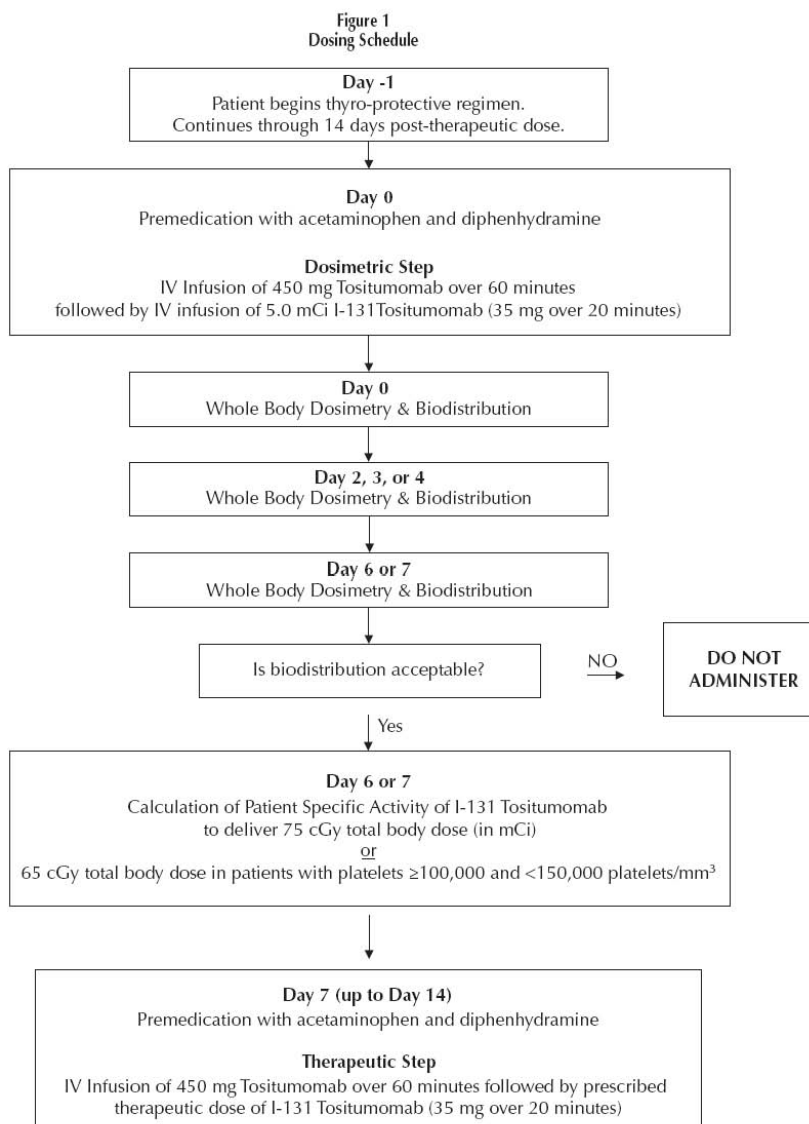 Figure 1
Dosing Schedule
Day -1
Patient begins thyro-protective regimen.
Continues through 14 days post-therapeutic dose.
Day 0
Premedication with acetaminophen and diphenhydramine
Dosimetric Step
IV Infusion of 450 mg Tositumomab over 60 minutes
followed by IV infusion of 5.0 mCi I-131Tositumomab (35 mg over 20 minutes)
Day 0
Whole Body Dosimetry & Biodistribution
Day 2, 3, or 4
Whole Body Dosimetry & Biodistribution
Day 6 or 7
Whole Body Dosimetry & Biodistribution
Is biodistribution acceptable?
NO
DO NOT
ADMINISTER
Yes
Day 6 or 7
Calculation of Patient Specific Activity of I-131 Tositumomab
to deliver 75 cGy total body dose (in mCi)
or
65 cGy total body dose in patients with platelets ≥100,000 and <150,000 platelets/mm³
Day 7 (up to Day 14)
Premedication with acetaminophen and diphenhydramine
Therapeutic Step
IV Infusion of 450 mg Tositumomab over 60 minutes followed by prescribed
therapeutic dose of I-131 Tositumomab (35 mg over 20 minutes)